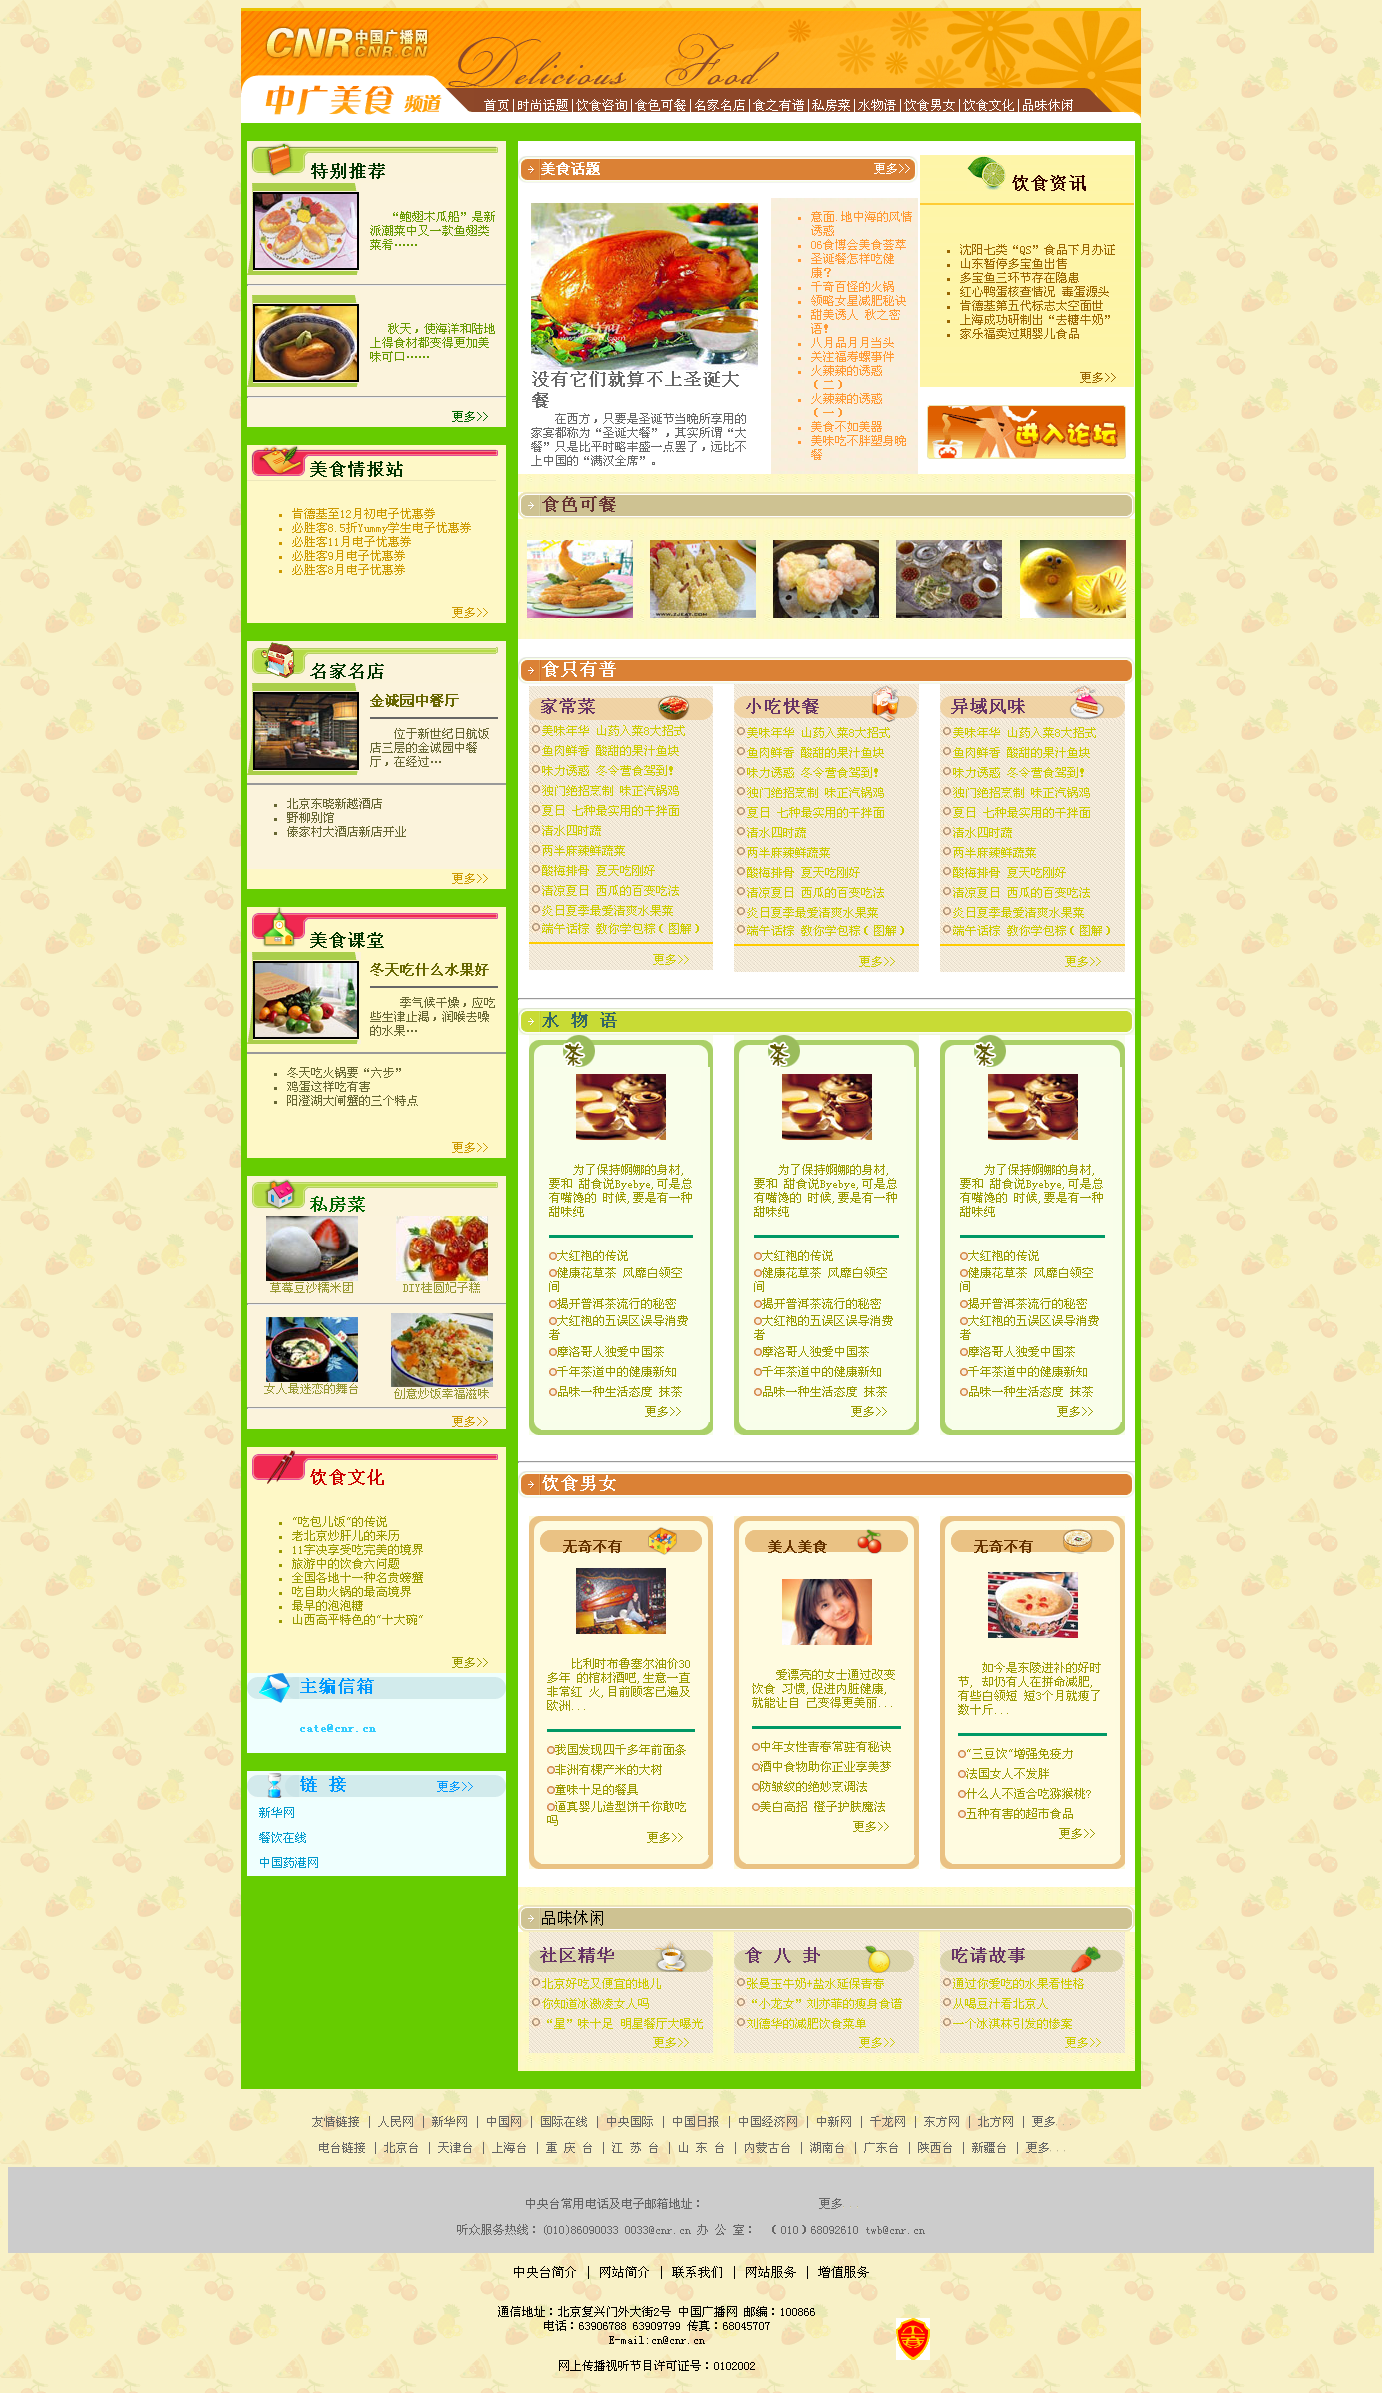 CNR中国广播网
CNR.CN
Delicious Food
中广美食 频道
首页|时尚话题|饮食咨询|食色可餐|名家名店|食之有谱|私房菜|水物语|饮食男女|饮食文化|品味休闲
特别推荐
“鲍翅木瓜船”是新
派潮菜中又一款鱼翅类
菜肴……
秋天，使海洋和陆地
上得食材都变得更加美
味可口……
更多>>
美食情报站
肯德基至12月初电子优惠券
必胜客8.5折Yummy学生电子优惠券
必胜客11月电子优惠券
必胜客9月电子优惠券
必胜客8月电子优惠券
更多>>
名家名店
金诚园中餐厅
位于新世纪日航饭
店三层的金诚园中餐
厅，在经过…
北京东晓新越酒店
野柳别馆
傣家村大酒店新店开业
更多>>
美食课堂
冬天吃什么水果好
季气候干燥，应吃
些生津止渴，润喉去嗓
的水果…
冬天吃火锅要“六步”
鸡蛋这样吃有害
阳澄湖大闸蟹的三个特点
更多>>
私房菜
草莓豆沙糯米团
DIY桂圆妃子糕
女人最迷恋的舞台
创意炒饭幸福滋味
更多>>
饮食文化
"吃包儿饭"的传说
老北京炒肝儿的来历
11字决享受吃完美的境界
旅游中的饮食六问题
全国各地十一种名贵螃蟹
吃自助火锅的最高境界
最早的泡泡糖
山西高平特色的"十大碗"
更多>>
主编信箱
cate@cnr.cn
链 接
更多>>
新华网
餐饮在线
中国药港网
美食话题
更多>>
没有它们就算不上圣诞大
餐
在西方，只要是圣诞节当晚所享用的
家宴都称为“圣诞大餐”，其实所谓“大
餐”只是比平时略丰盛一点罢了，远比不
上中国的“满汉全席”。
意面.地中海的风情
诱惑
06食博会美食荟萃
圣诞餐怎样吃健
康?
千奇百怪的火锅
领略女星减肥秘诀
甜美诱人 秋之密
语!
八月品月月当头
关注福寿螺事件
火辣辣的诱惑
（二）
火辣辣的诱惑
（一）
美食不如美器
美味吃不胖塑身晚
餐
饮食资讯
沈阳七类“QS”食品下月办证
山东暂停多宝鱼出售
多宝鱼三环节存在隐患
红心鸭蛋核查情况 毒蛋源头
肯德基第五代标志太空面世
上海成功研制出“去糖牛奶”
家乐福卖过期婴儿食品
更多>>
进入论坛
食色可餐
食只有普
家常菜
美味年华 山药入菜8大招式
鱼肉鲜香 酸甜的果汁鱼块
味力诱惑 冬令营食驾到!
独门绝招烹制 味正汽锅鸡
夏日 七种最实用的干拌面
清水四时蔬
两半麻辣鲜蔬菜
酸梅排骨 夏天吃刚好
清凉夏日 西瓜的百变吃法
炎日夏季最爱清爽水果菜
端午话粽 教你学包粽（图解）
更多>>
小吃快餐
美味年华 山药入菜8大招式
鱼肉鲜香 酸甜的果汁鱼块
味力诱惑 冬令营食驾到!
独门绝招烹制 味正汽锅鸡
夏日 七种最实用的干拌面
清水四时蔬
两半麻辣鲜蔬菜
酸梅排骨 夏天吃刚好
清凉夏日 西瓜的百变吃法
炎日夏季最爱清爽水果菜
端午话粽 教你学包粽（图解）
更多>>
异域风味
美味年华 山药入菜8大招式
鱼肉鲜香 酸甜的果汁鱼块
味力诱惑 冬令营食驾到!
独门绝招烹制 味正汽锅鸡
夏日 七种最实用的干拌面
清水四时蔬
两半麻辣鲜蔬菜
酸梅排骨 夏天吃刚好
清凉夏日 西瓜的百变吃法
炎日夏季最爱清爽水果菜
端午话粽 教你学包粽（图解）
更多>>
水 物 语
茶
为了保持婀娜的身材,
要和 甜食说Byebye,可是总
有嘴馋的 时候,要是有一种
甜味纯
大红袍的传说
健康花草茶 风靡白领空
间
揭开普洱茶流行的秘密
大红袍的五误区误导消费
者
摩洛哥人独爱中国茶
千年茶道中的健康新知
品味一种生活态度 抹茶
更多>>
茶
为了保持婀娜的身材,
要和 甜食说Byebye,可是总
有嘴馋的 时候,要是有一种
甜味纯
大红袍的传说
健康花草茶 风靡白领空
间
揭开普洱茶流行的秘密
大红袍的五误区误导消费
者
摩洛哥人独爱中国茶
千年茶道中的健康新知
品味一种生活态度 抹茶
更多>>
茶
为了保持婀娜的身材,
要和 甜食说Byebye,可是总
有嘴馋的 时候,要是有一种
甜味纯
大红袍的传说
健康花草茶 风靡白领空
间
揭开普洱茶流行的秘密
大红袍的五误区误导消费
者
摩洛哥人独爱中国茶
千年茶道中的健康新知
品味一种生活态度 抹茶
更多>>
饮食男女
无奇不有
比利时布鲁塞尔油价30
多年 的棺材酒吧,生意一直
非常红 火,目前顾客已遍及
欧洲...
我国发现四千多年前面条
非洲有棵产米的大树
童味十足的餐具
逼真婴儿造型饼干你敢吃
吗
更多>>
美人美食
爱漂亮的女士通过改变
饮食 习惯,促进内脏健康,
就能让自 己变得更美丽...
中年女性青春常驻有秘诀
酒中食物助你正业享美梦
防皱纹的绝妙烹调法
美白高招 橙子护肤魔法
更多>>
无奇不有
如今是东陵进补的好时
节, 却仍有人在拼命减肥,
有些白领短 短3个月就瘦了
数十斤...
"三豆饮"增强免疫力
法国女人不发胖
什么人不适合吃猕猴桃?
五种有害的超市食品
更多>>
品味休闲
社区精华
北京好吃又便宜的地儿
你知道冰激凌女人吗
“星”味十足 明星餐厅大曝光
更多>>
食 八 卦
张曼玉牛奶+盐水延保青春
“小龙女”刘亦菲的瘦身食谱
刘德华的减肥饮食菜单
更多>>
吃请故事
通过你爱吃的水果看性格
从喝豆汁看北京人
一个冰淇林引发的惨案
更多>>
友情链接 | 人民网 | 新华网 | 中国网 | 国际在线 | 中央国际 | 中国日报 | 中国经济网 | 中新网 | 千龙网 | 东方网 | 北方网 | 更多...
电台链接 | 北京台 | 天津台 | 上海台 | 重 庆 台 | 江 苏 台 | 山 东 台 | 内蒙古台 | 湖南台 | 广东台 | 陕西台 | 新疆台 | 更多...
中央台常用电话及电子邮箱地址： 更多
听众服务热线：(010)86090033 0033@cnr.cn 办 公 室： （010）68092610 twb@cnr.cn
中央台简介 | 网站简介 | 联系我们 | 网站服务 | 增值服务
通信地址：北京复兴门外大街2号 中国广播网 邮编：100866
电话：63906788 63909799 传真：68045707
E-mail:cn@cnr.cn
网上传播视听节目许可证号：0102002